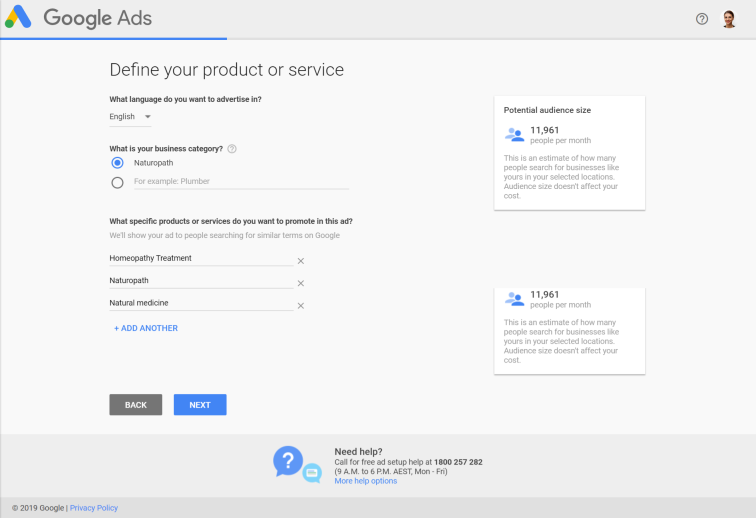 Google Ads
Define your product or service
What language do you want to advertise in?
English
What is your business category?
Naturopath
For example: Plumber
What specific products or services do you want to promote in this ad?
We'll show your ad to people searching for similar terms on Google
Homeopathy Treatment
Naturopath
Natural medicine
+ ADD ANOTHER
BACK
NEXT
Potential audience size
11,961
people per month
This is an estimate of how many
people search for businesses like
yours in your selected locations.
Audience size doesn't affect your
cost.
11,961
people per month
This is an estimate of how many
people search for businesses like
yours in your selected locations.
Audience size doesn't affect your
cost.
Need help?
Call for free ad setup help at 1800 257 282
(9 A.M. to 6 P.M. AEST, Mon - Fri)
More help options
© 2019 Google | Privacy Policy